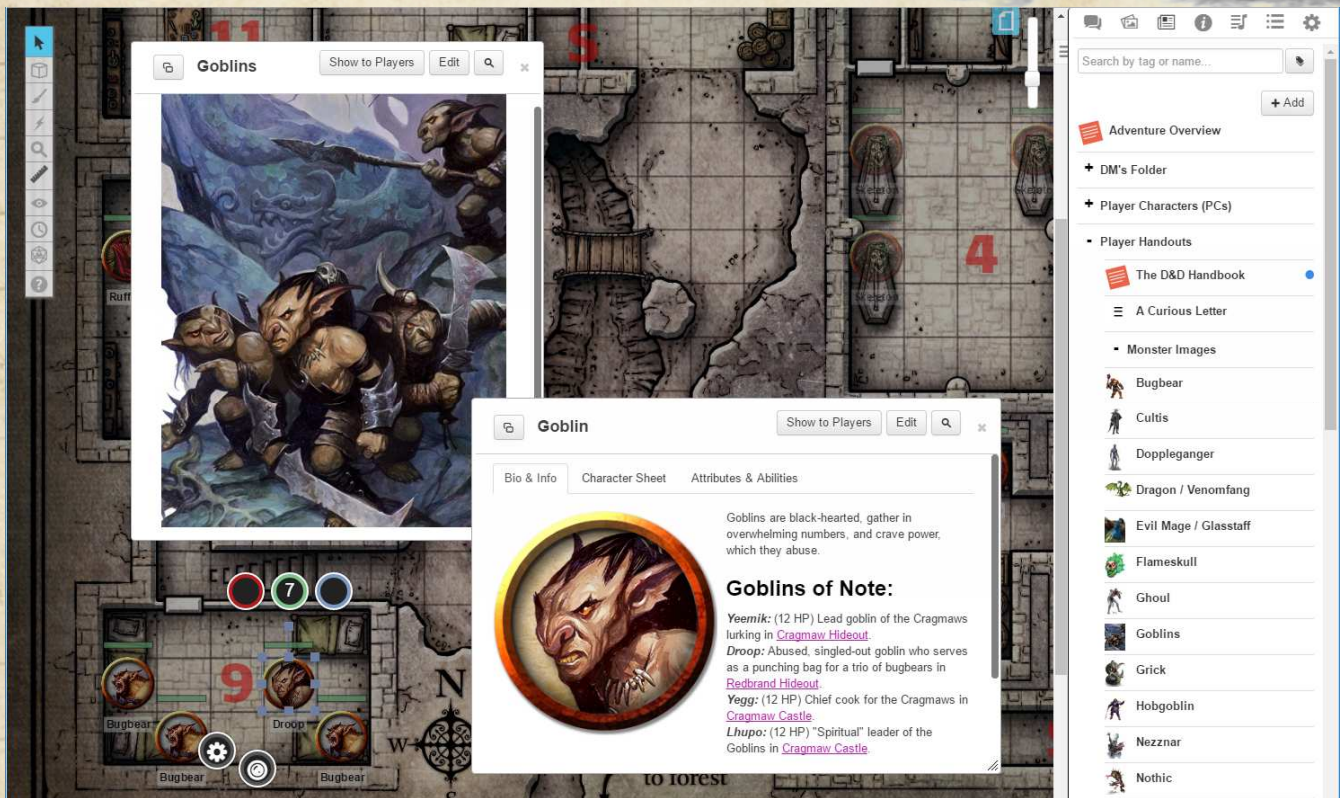 11
S
Goblins
Show to Players
Edit
Ruff
4
Skeleton
Skeleton
Skeleton
Goblin
Show to Players
Edit
Bio & Info
Character Sheet
Attributes & Abilities
Goblins are black-hearted, gather in
overwhelming numbers, and crave power,
which they abuse.
Goblins of Note:
Yeemik: (12 HP) Lead goblin of the Cragmaws
lurking in Cragmaw Hideout.
Droop: Abused, singled-out goblin who serves
as a punching bag for a trio of bugbears in
Redbrand Hideout.
Yegg: (12 HP) Chief cook for the Cragmaws in
Cragmaw Castle.
Lhupo: (12 HP) "Spiritual" leader of the
Goblins in Cragmaw Castle.
7
9
Bugbear
Droop
Bugbear
Bugbear
N
W
S
to forest
Search by tag or name...
+ Add
Adventure Overview
+ DM's Folder
+ Player Characters (PCs)
- Player Handouts
The D&D Handbook
A Curious Letter
- Monster Images
Bugbear
Cultis
Doppleganger
Dragon / Venomfang
Evil Mage / Glasstaff
Flameskull
Ghoul
Goblins
Grick
Hobgoblin
Nezznar
Nothic